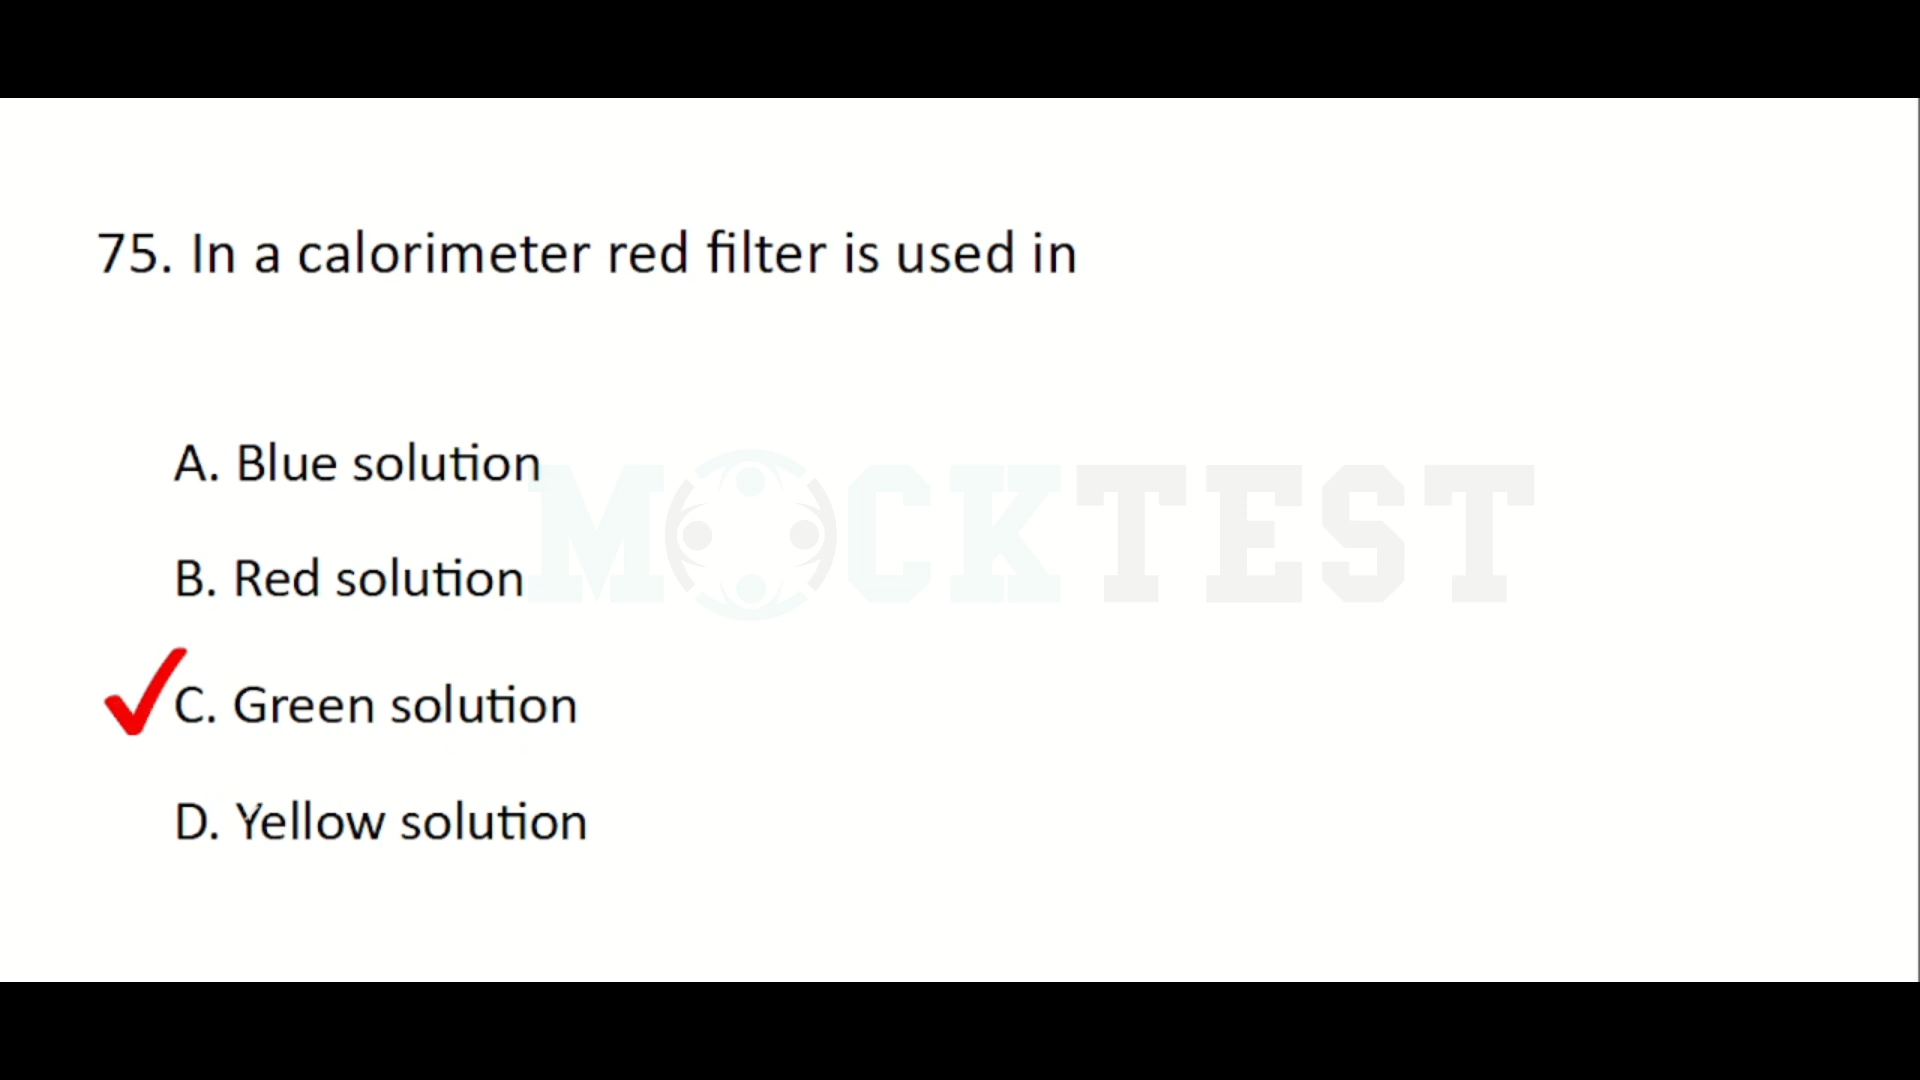 75. In a calorimeter red filter is used in
A. Blue solution
B. Red solution
C. Green solution
D. Yellow solution
MOCKTEST